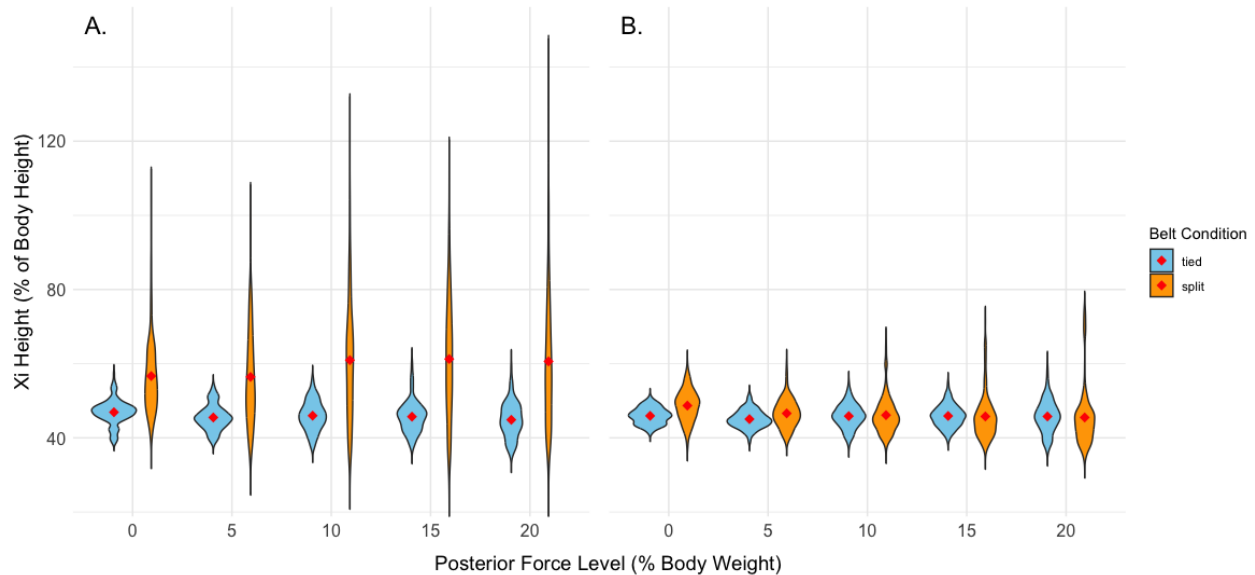 A.
B.
Xi Height (% of Body Height)
120
80
40
0 5 10 15 20
0 5 10 15 20
Posterior Force Level (% Body Weight)
Belt Condition
tied
split